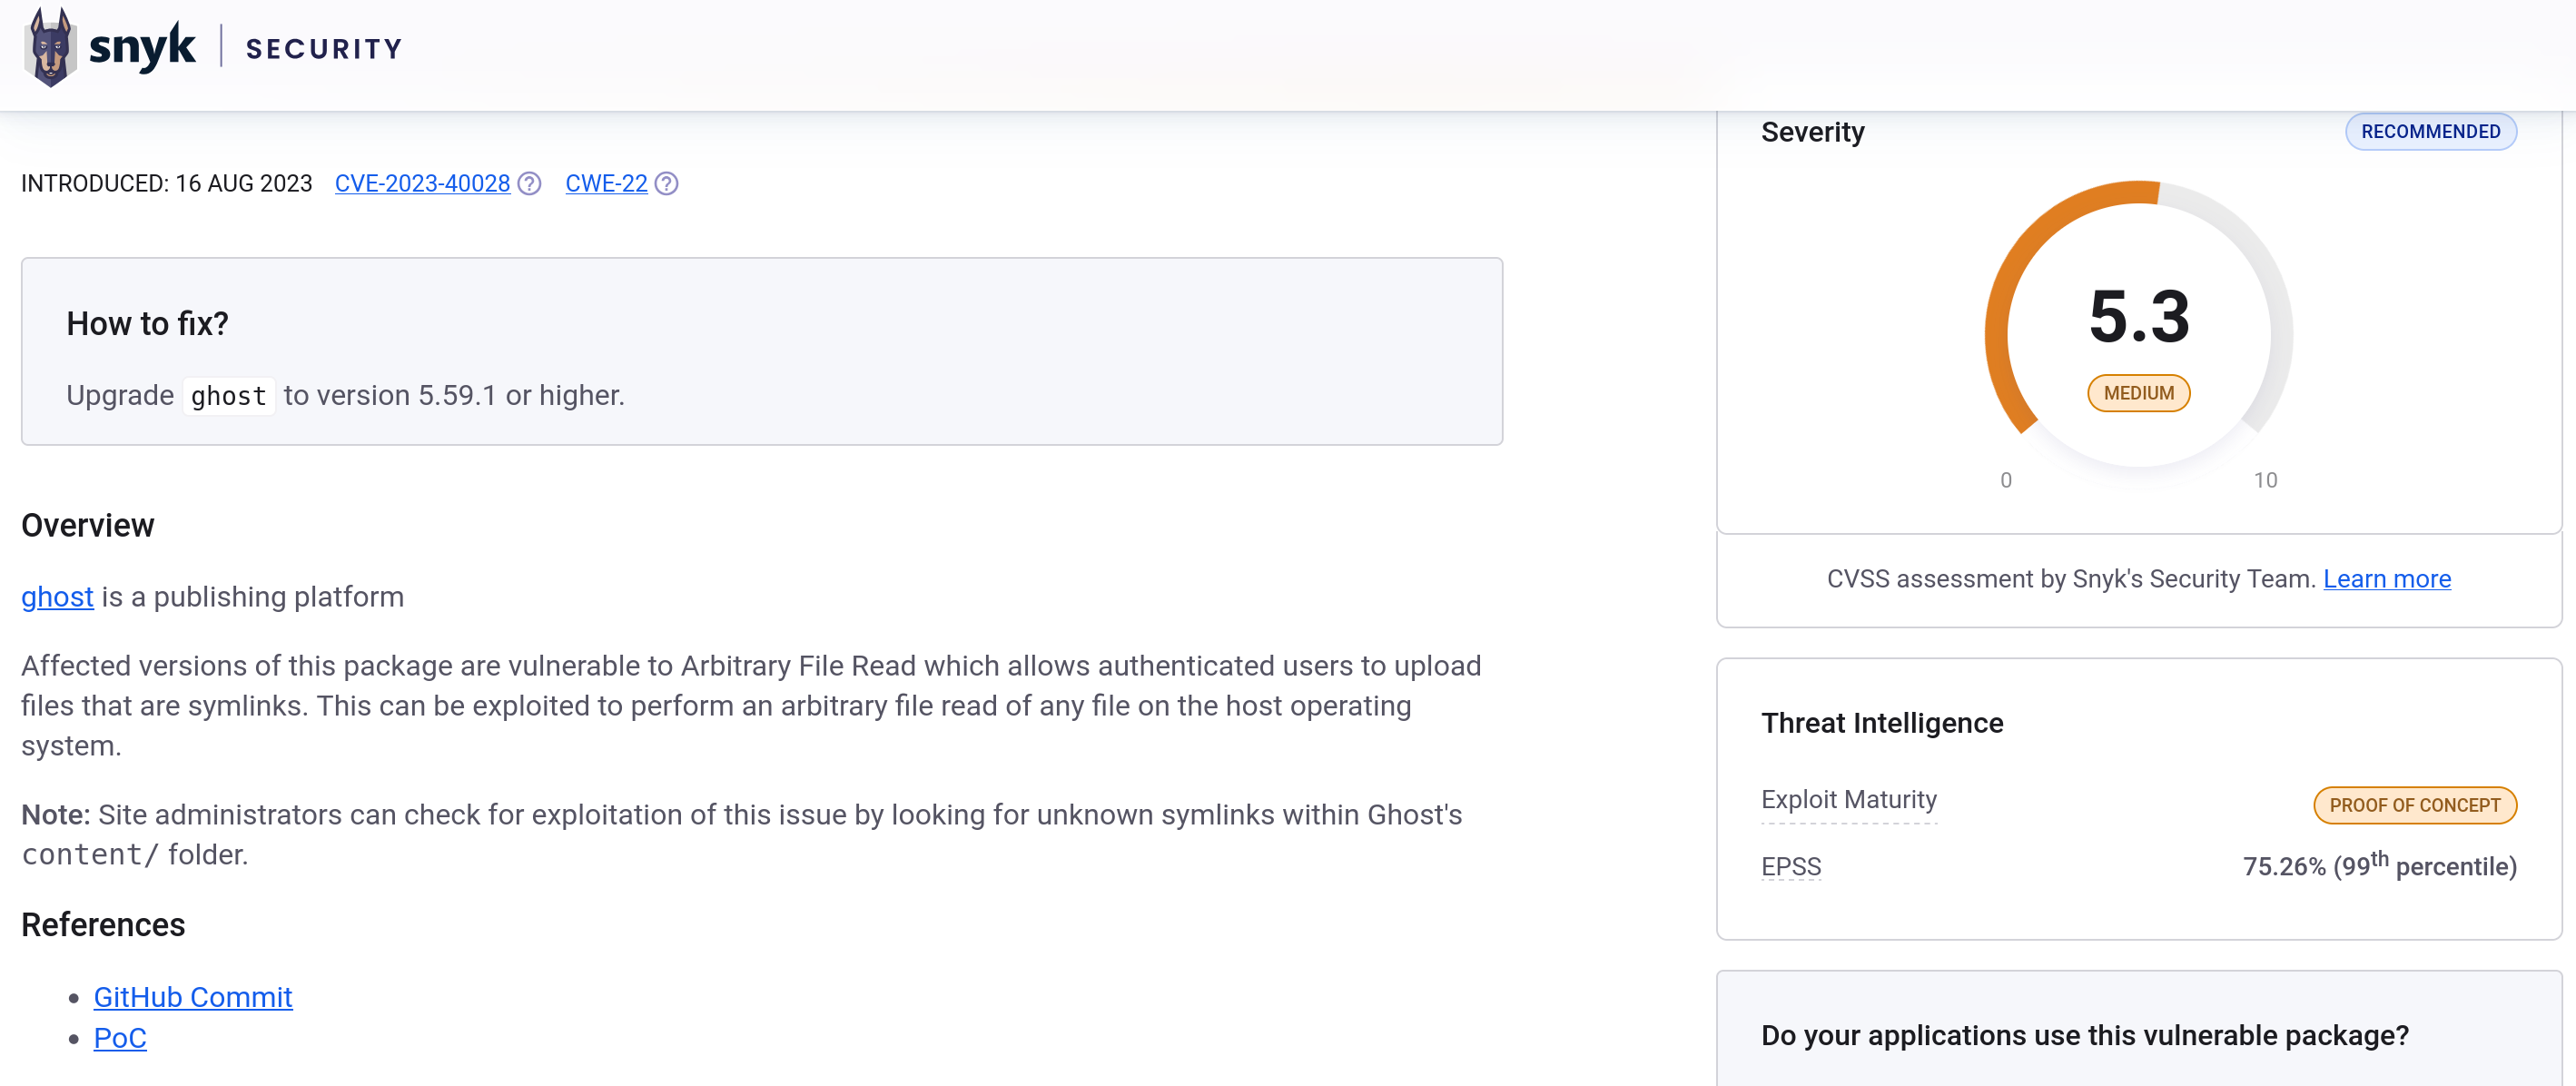 snyk | SECURITY
INTRODUCED: 16 AUG 2023 CVE-2023-40028 ? CWE-22 ?
How to fix?
Upgrade ghost to version 5.59.1 or higher.
Overview
ghost is a publishing platform
Affected versions of this package are vulnerable to Arbitrary File Read which allows authenticated users to upload
files that are symlinks. This can be exploited to perform an arbitrary file read of any file on the host operating
system.
Note: Site administrators can check for exploitation of this issue by looking for unknown symlinks within Ghost's
content/ folder.
References
• GitHub Commit
• PoC
Severity RECOMMENDED
5.3
MEDIUM
0 10
CVSS assessment by Snyk's Security Team. Learn more
Threat Intelligence
Exploit Maturity PROOF OF CONCEPT
EPSS 75.26% (99th percentile)
Do your applications use this vulnerable package?